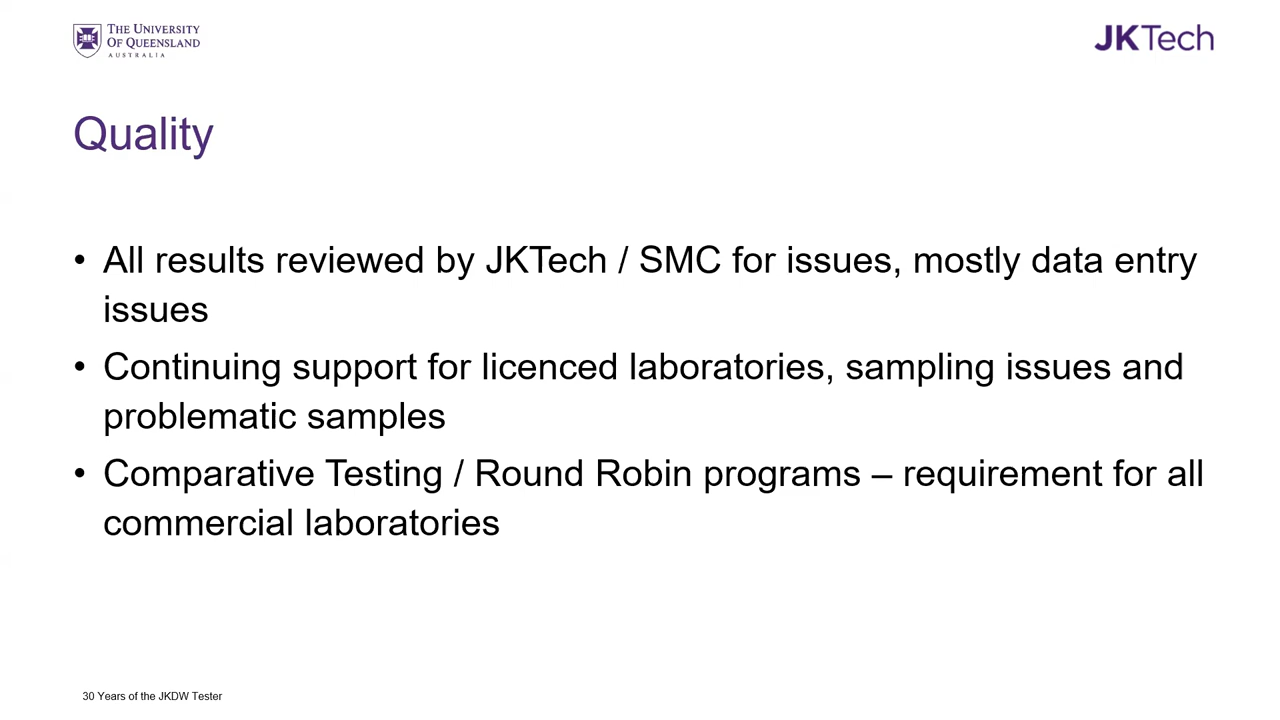 THE UNIVERSITY
OF QUEENSLAND
AUSTRALIA
JKTech
Quality
• All results reviewed by JKTech / SMC for issues, mostly data entry
issues
• Continuing support for licenced laboratories, sampling issues and
problematic samples
• Comparative Testing / Round Robin programs – requirement for all
commercial laboratories
30 Years of the JKDW Tester